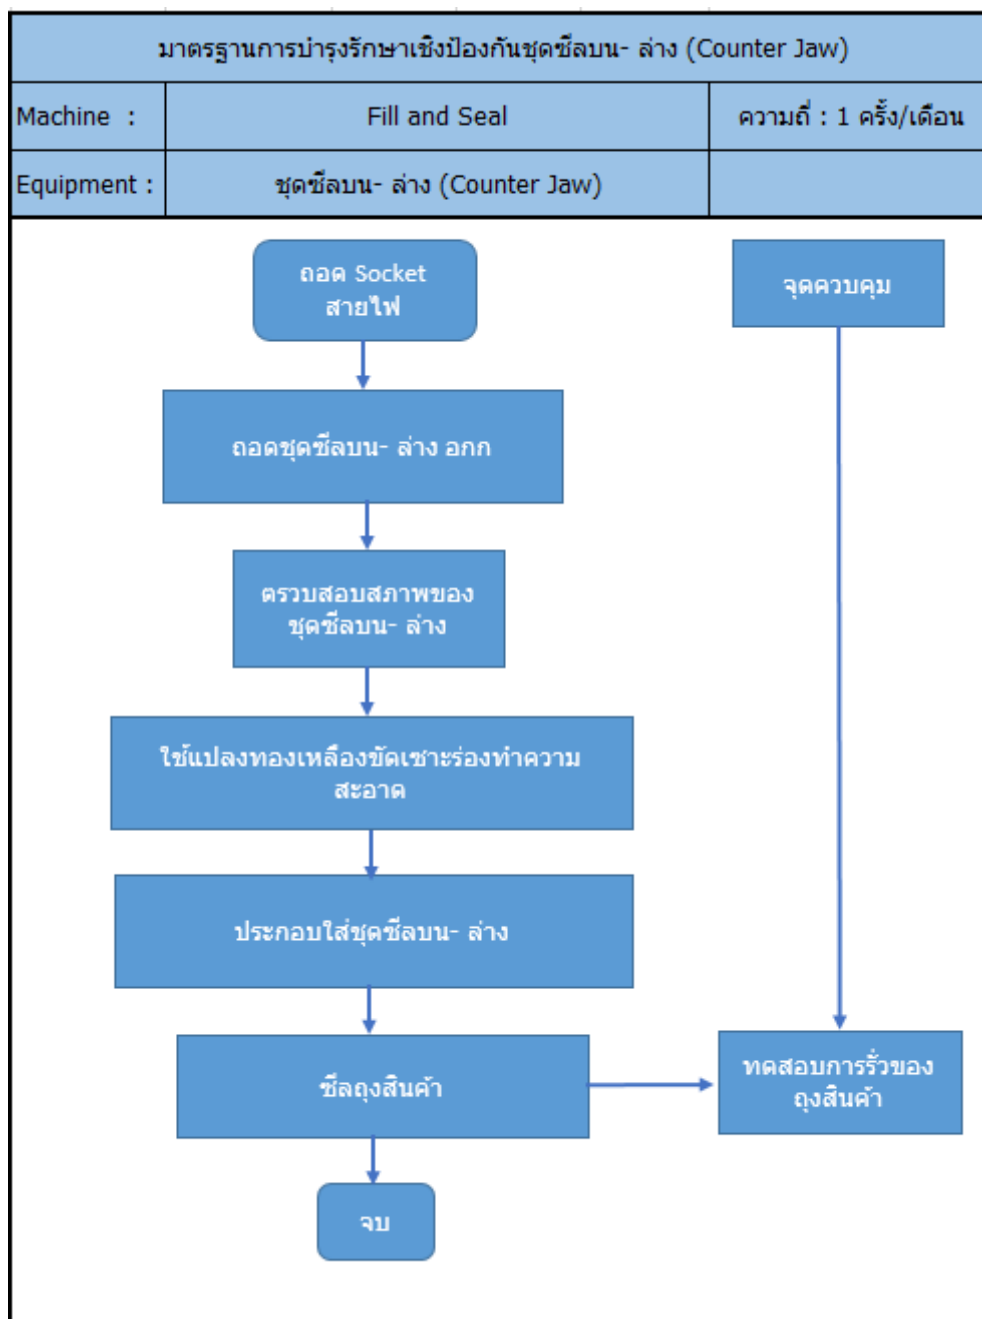 มาตรฐานการบำรุงรักษาเชิงป้องกันชุดซีลบน- ล่าง (Counter Jaw)
Machine :
Fill and Seal
ความถี่ : 1 ครั้ง/เดือน
Equipment :
ชุดซีลบน- ล่าง (Counter Jaw)
ถอด Socket
สายไฟ
จุดควบคุม
ถอดชุดซีลบน- ล่าง อกก
ตรวบสอบสภาพของ
ชุดซีลบน- ล่าง
ใช้แปลงทองเหลืองขัดเซาะร่องทำความ
สะอาด
ประกอบใส่ชุดซีลบน- ล่าง
ซีลถุงสินค้า
ทดสอบการรั่วของ
ถุงสินค้า
จบ